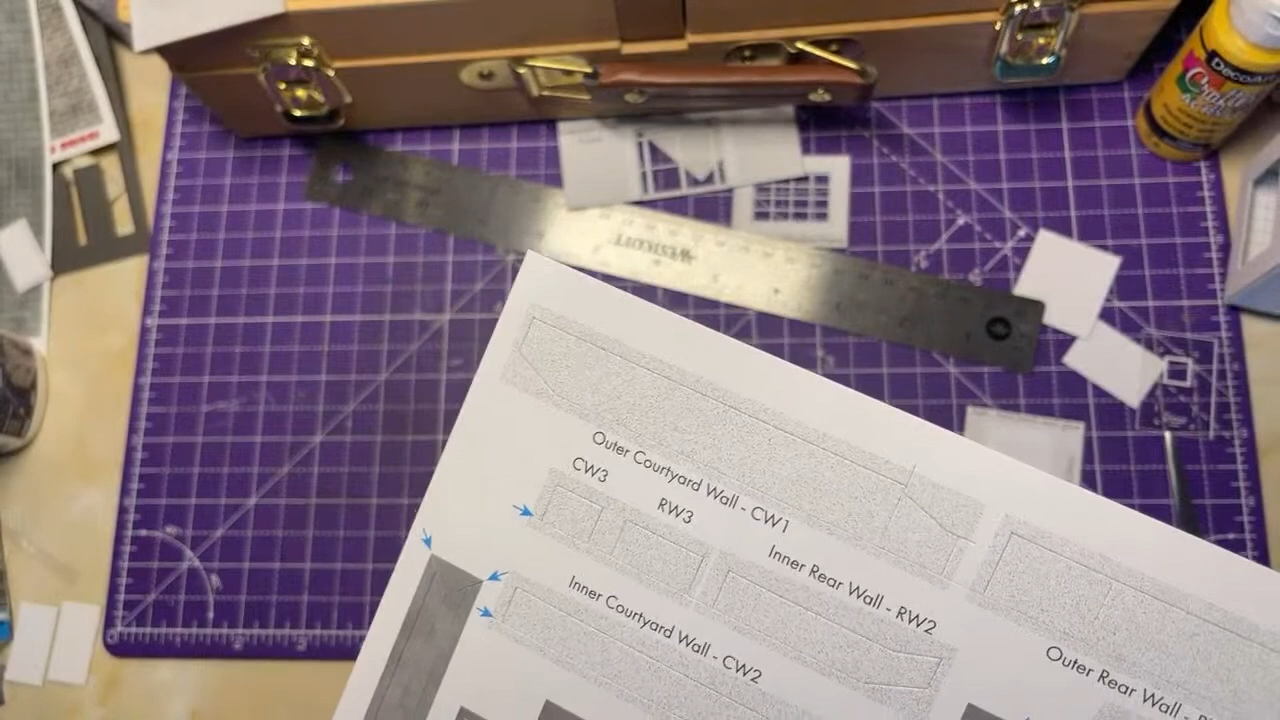 DecoArt
WESTCOTT
Outer Courtyard Wall - CW1
CW3
RW3
Inner Rear Wall - RW2
Inner Courtyard Wall - CW2
Outer Rear Wall -